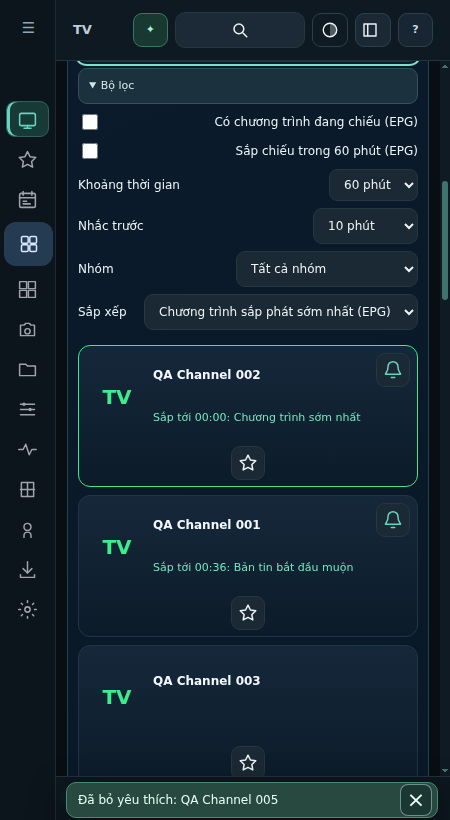 TV
?
▼ Bộ lọc
Có chương trình đang chiếu (EPG)
Sắp chiếu trong 60 phút (EPG)
Khoảng thời gian 60 phút
Nhắc trước 10 phút
Nhóm Tất cả nhóm
Sắp xếp Chương trình sắp phát sớm nhất (EPG)
QA Channel 002
TV
Sắp tới 00:00: Chương trình sớm nhất
QA Channel 001
TV
Sắp tới 00:36: Bản tin bắt đầu muộn
QA Channel 003
TV
Đã bỏ yêu thích: QA Channel 005